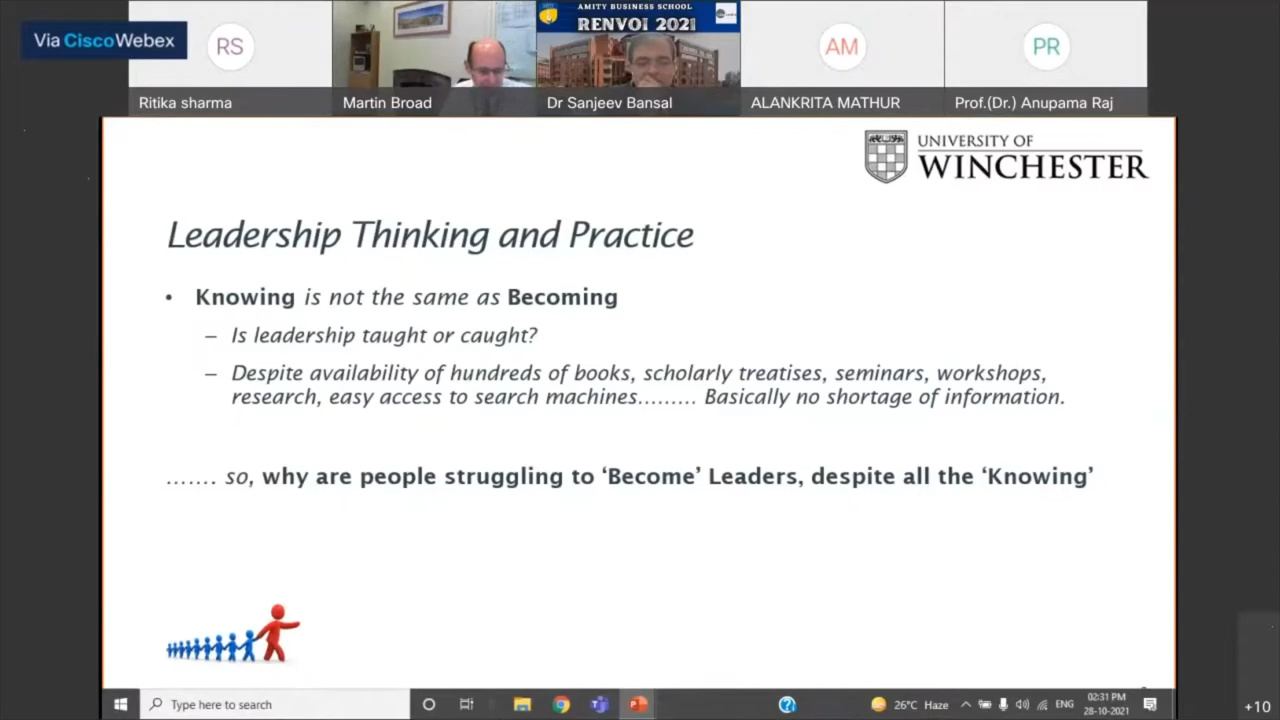 Via CiscoWebex
RS
AMITY BUSINESS SCHOOL
RENVOI 2021
AM
PR
Ritika sharma
Martin Broad
Dr Sanjeev Bansal
ALANKRITA MATHUR
Prof.(Dr.) Anupama Raj
UNIVERSITY OF
WINCHESTER
Leadership Thinking and Practice
• Knowing is not the same as Becoming
– Is leadership taught or caught?
– Despite availability of hundreds of books, scholarly treatises, seminars, workshops,
research, easy access to search machines……… Basically no shortage of information.
……. so, why are people struggling to ‘Become’ Leaders, despite all the ‘Knowing’
Type here to search
26°C Haze
ENG
02:31 PM
28-10-2021
+10